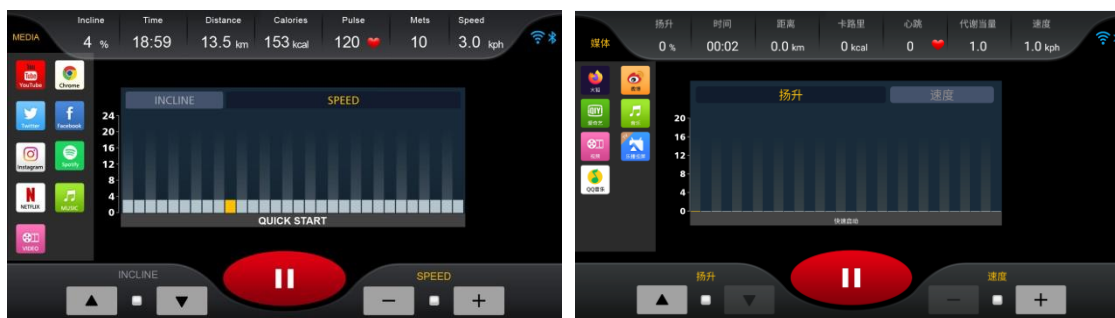 Incline Time Distance Calories Pulse Mets Speed
MEDIA 4 % 18:59 13.5 km 153 kcal 120 10 3.0 kph
YouTube Chrome
Twitter Facebook
Instagram Spotify
NETFLIX MUSIC
VIDEO
INCLINE SPEED
24
20
16
12
8
4
0
QUICK START
INCLINE SPEED
扬升 时间 距离 卡路里 心跳 代谢当量 速度
媒体 0 % 00:02 0.0 km 0 kcal 0 1.0 1.0 kph
火狐 微博
爱奇艺 音乐
视频
QQ音乐
扬升 速度
20
16
12
8
4
0
快速启动
扬升 速度